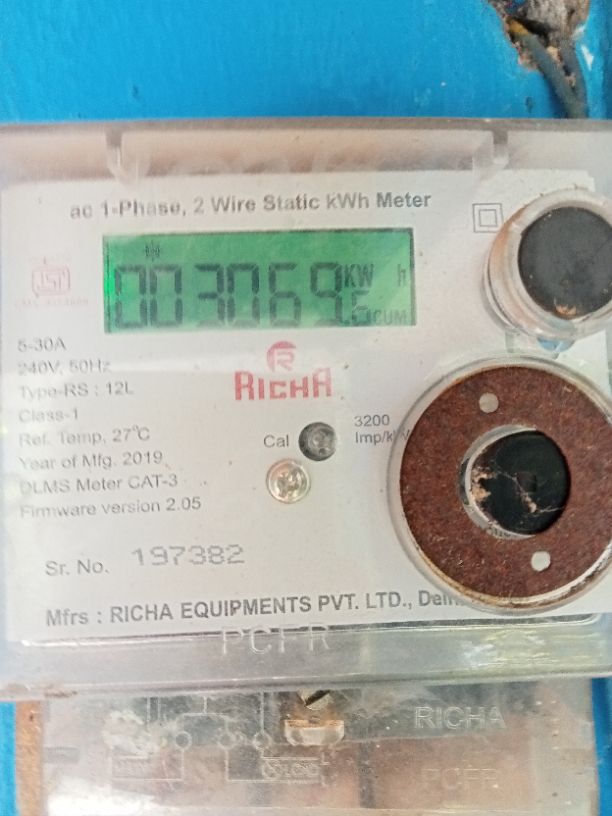 ac 1-Phase, 2 Wire Static kWh Meter
003069.6 KW h
CUM
5-30A
240V, 50Hz
Type-RS : 12L
Class-1
Ref. Temp. 27°C
Year of Mfg. 2019
DLMS Meter CAT-3
Firmware version 2.05
RICHA
Cal
3200
Sr. No. 197382
Mfrs : RICHA EQUIPMENTS PVT. LTD.,
PCFR
RICHA
PCFR